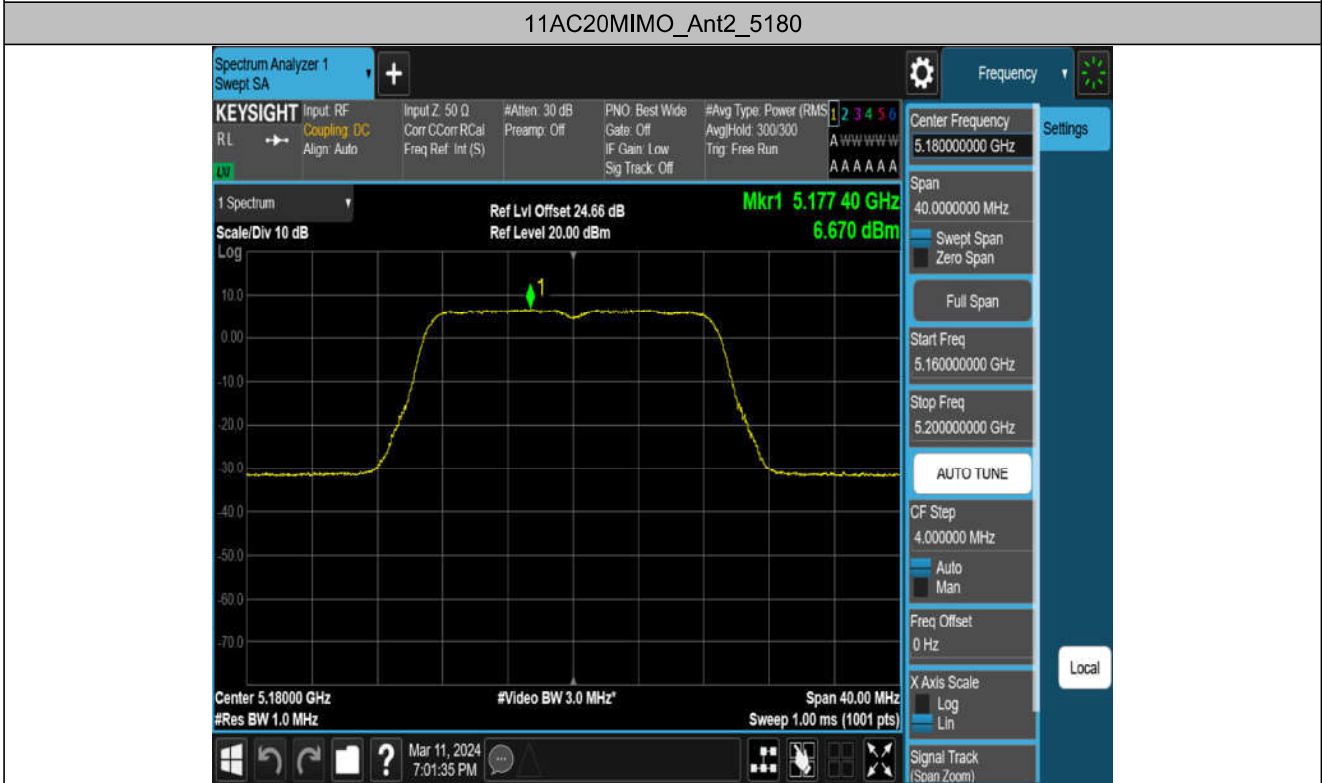 11AC20MIMO_Ant2_5180
Spectrum Analyzer 1
Swept SA
+
Frequency
KEYSIGHT
RL
LXI
Input: RF
Coupling: DC
Align: Auto
Input Z: 50 Ω
Corr CCorr RCal
Freq Ref: Int (S)
#Atten: 30 dB
Preamp: Off
PNO: Best Wide
Gate: Off
IF Gain: Low
Sig Track: Off
#Avg Type: Power (RMS
Avg|Hold: 300/300
Trig: Free Run
1 2 3 4 5 6
A W W W W W
A A A A A A
1 Spectrum
Scale/Div 10 dB
Log
Ref Lvl Offset 24.66 dB
Ref Level 20.00 dBm
Mkr1 5.177 40 GHz
6.670 dBm
1
10.0
0.00
-10.0
-20.0
-30.0
-40.0
-50.0
-60.0
-70.0
Center 5.18000 GHz
#Res BW 1.0 MHz
#Video BW 3.0 MHz*
Span 40.00 MHz
Sweep 1.00 ms (1001 pts)
?
Mar 11, 2024
7:01:35 PM
Center Frequency
5.180000000 GHz
Settings
Span
40.0000000 MHz
Swept Span
Zero Span
Full Span
Start Freq
5.160000000 GHz
Stop Freq
5.200000000 GHz
AUTO TUNE
CF Step
4.000000 MHz
Auto
Man
Freq Offset
0 Hz
X Axis Scale
Log
Lin
Local
Signal Track
(Span Zoom)